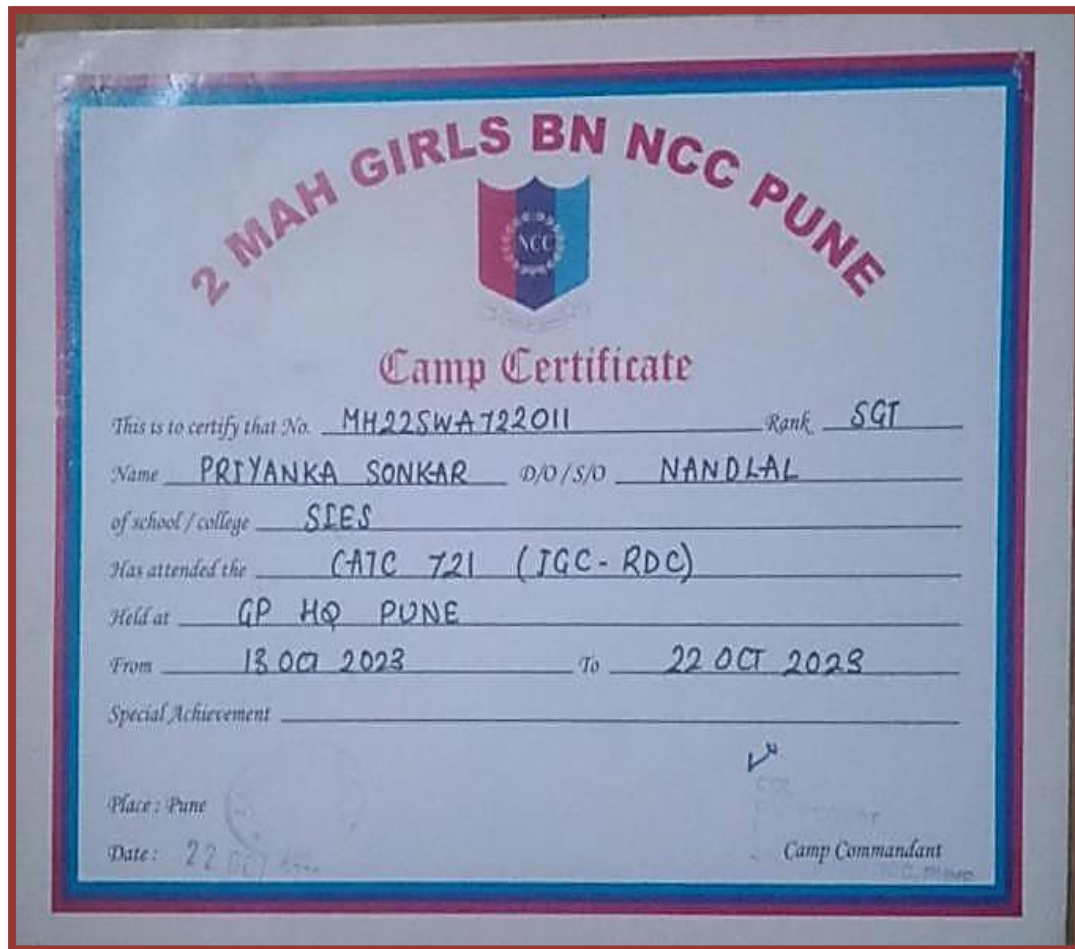 2 MAH GIRLS BN NCC PUNE
NCC
Camp Certificate
This is to certify that No. MH22SWA722011 Rank SGT
Name PRIYANKA SONKAR D/O / S/O NANDLAL
of school / college SIES
Has attended the CATC 721 (IGC-RDC)
Held at GP HQ PUNE
From 13 OCT 2023 To 22 OCT 2023
Special Achievement
Place : Pune
Date : 22 OCT
Camp Commandant